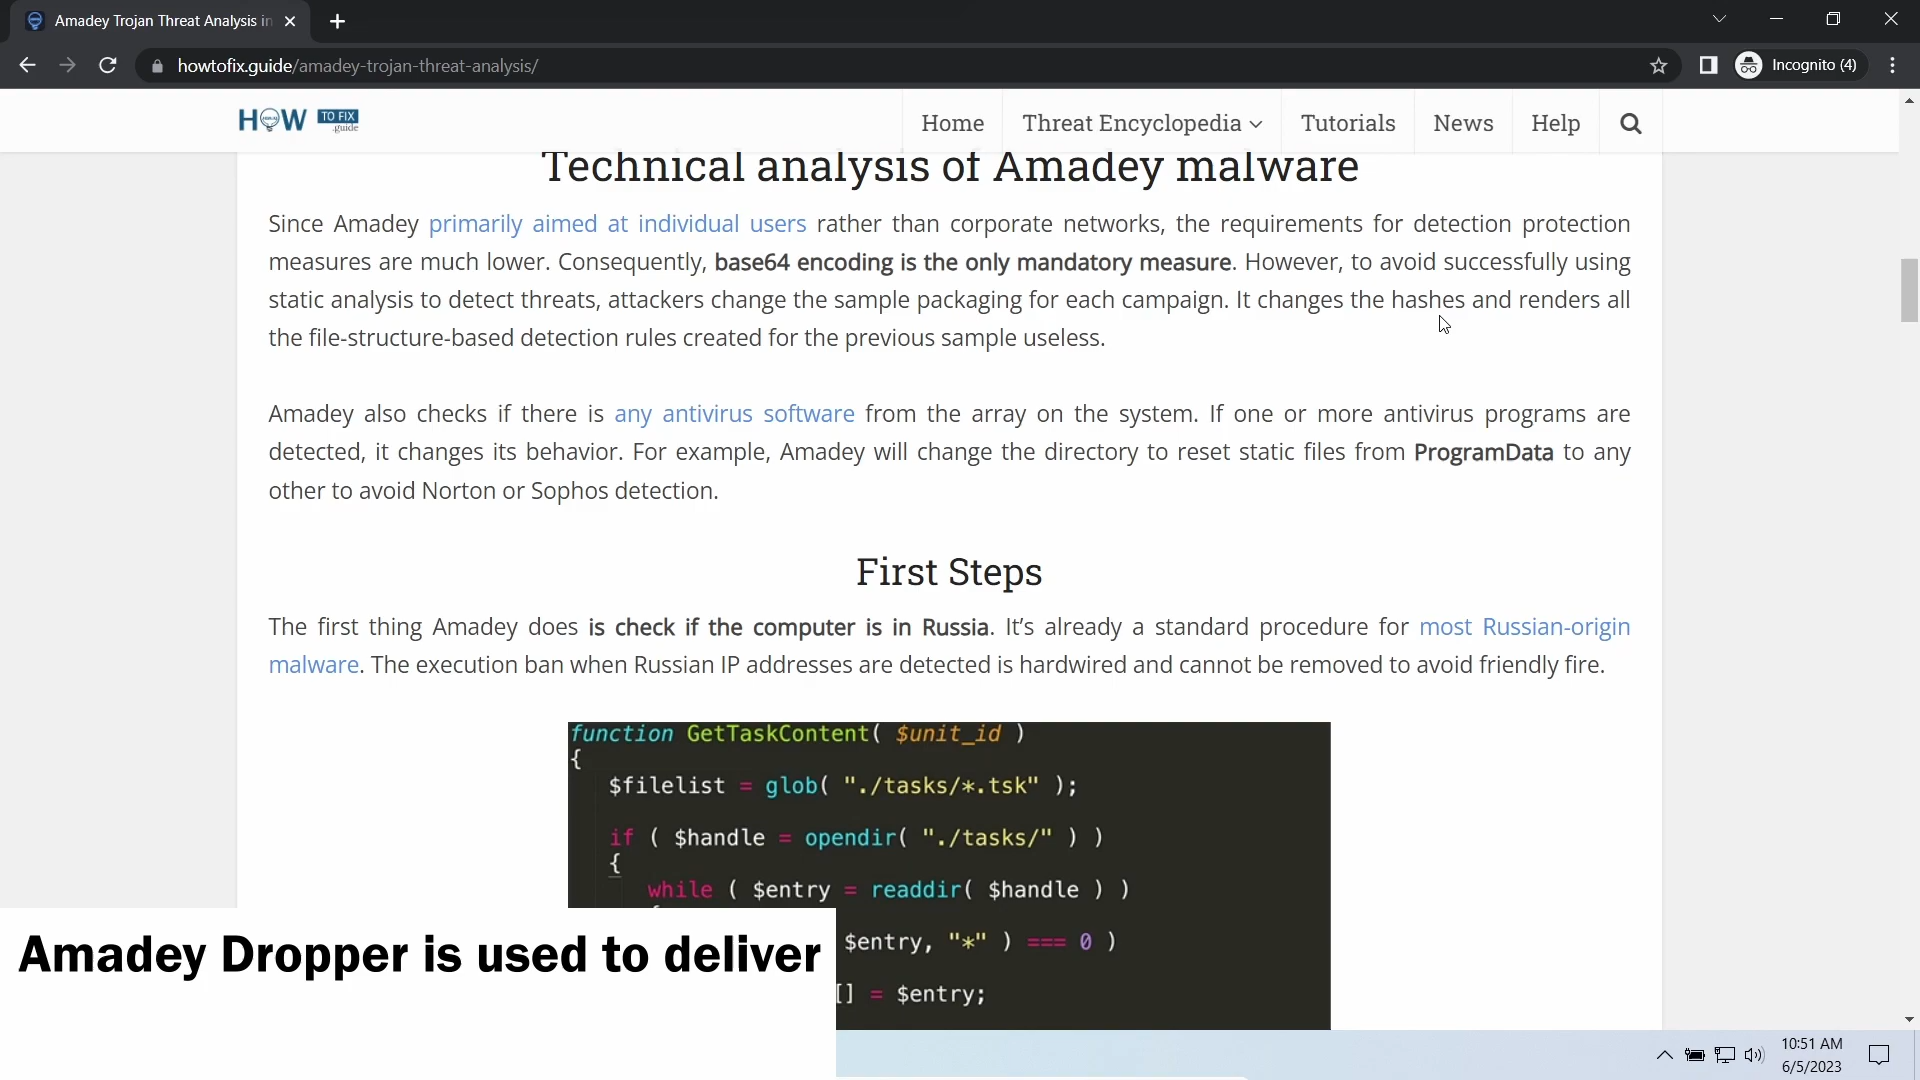 Amadey Trojan Threat Analysis in
howtofix.guide/amadey-trojan-threat-analysis/
Incognito (4)
HOW TO FIX .guide
Home
Threat Encyclopedia
Tutorials
News
Help
Technical analysis of Amadey malware
Since Amadey primarily aimed at individual users rather than corporate networks, the requirements for detection protection
measures are much lower. Consequently, base64 encoding is the only mandatory measure. However, to avoid successfully using
static analysis to detect threats, attackers change the sample packaging for each campaign. It changes the hashes and renders all
the file-structure-based detection rules created for the previous sample useless.
Amadey also checks if there is any antivirus software from the array on the system. If one or more antivirus programs are
detected, it changes its behavior. For example, Amadey will change the directory to reset static files from ProgramData to any
other to avoid Norton or Sophos detection.
First Steps
The first thing Amadey does is check if the computer is in Russia. It’s already a standard procedure for most Russian-origin
malware. The execution ban when Russian IP addresses are detected is hardwired and cannot be removed to avoid friendly fire.
function GetTaskContent( $unit_id )
{
$filelist = glob( "./tasks/*.tsk" );
if ( $handle = opendir( "./tasks/" ) )
{
while ( $entry = readdir( $handle ) )
$entry, "*" ) === 0 )
[] = $entry;
Amadey Dropper is used to deliver
10:51 AM
6/5/2023